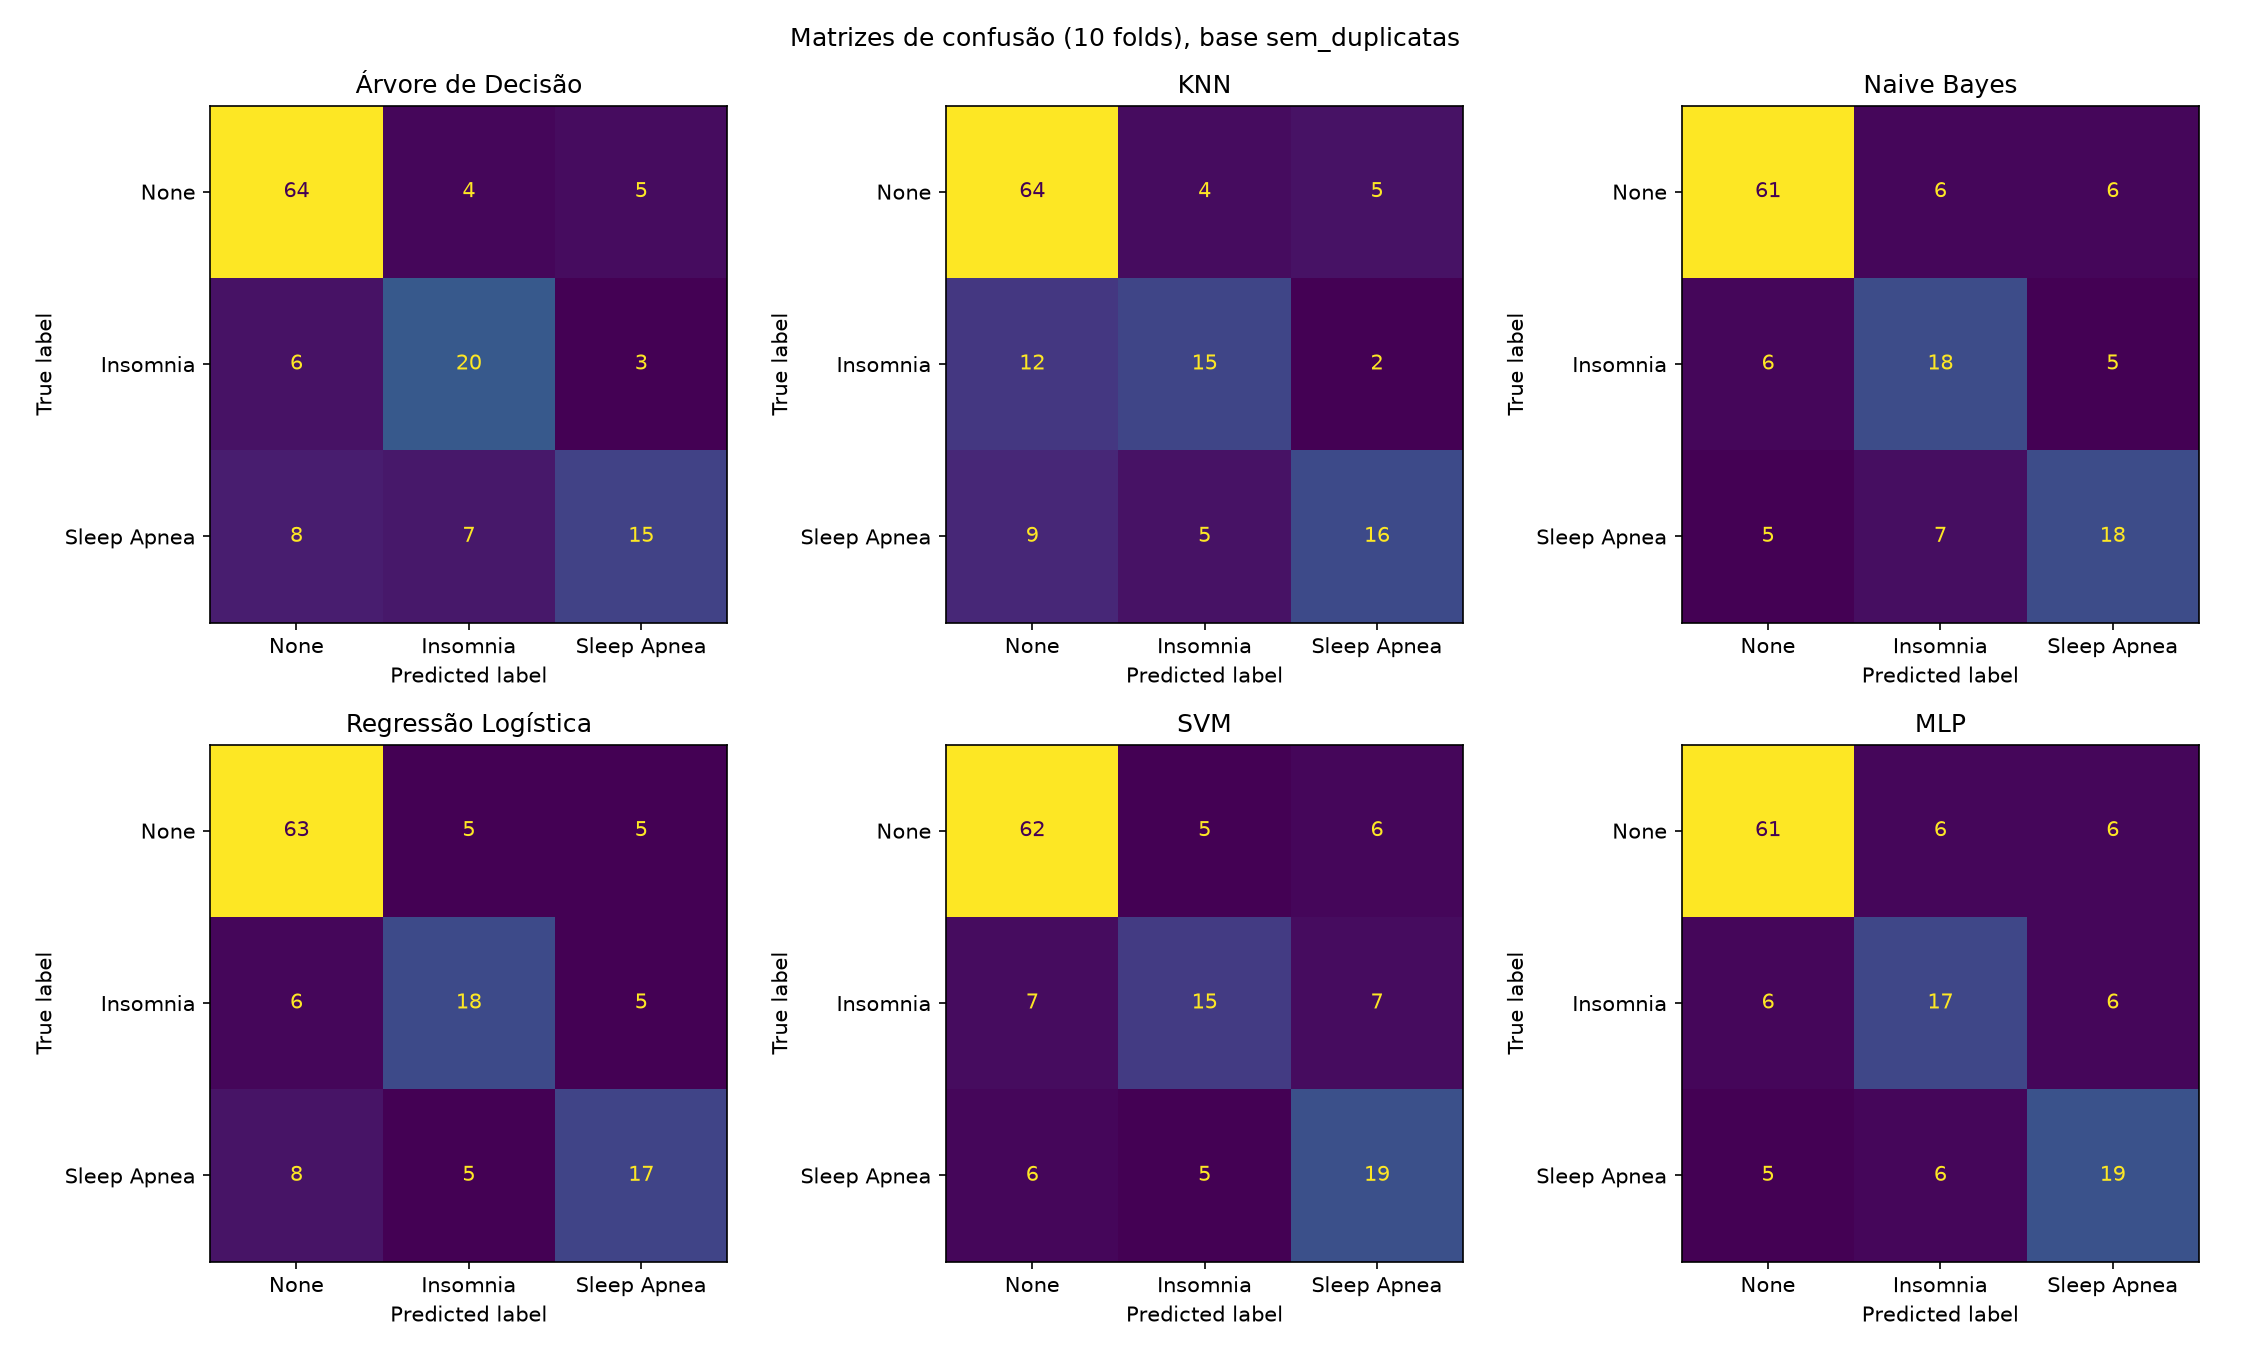 Matrizes de confusão (10 folds), base sem_duplicatas
Árvore de Decisão
True label
None
64 4 5
Insomnia
6 20 3
Sleep Apnea
8 7 15
None Insomnia Sleep Apnea
Predicted label
KNN
True label
None
64 4 5
Insomnia
12 15 2
Sleep Apnea
9 5 16
None Insomnia Sleep Apnea
Predicted label
Naive Bayes
True label
None
61 6 6
Insomnia
6 18 5
Sleep Apnea
5 7 18
None Insomnia Sleep Apnea
Predicted label
Regressão Logística
True label
None
63 5 5
Insomnia
6 18 5
Sleep Apnea
8 5 17
None Insomnia Sleep Apnea
Predicted label
SVM
True label
None
62 5 6
Insomnia
7 15 7
Sleep Apnea
6 5 19
None Insomnia Sleep Apnea
Predicted label
MLP
True label
None
61 6 6
Insomnia
6 17 6
Sleep Apnea
5 6 19
None Insomnia Sleep Apnea
Predicted label